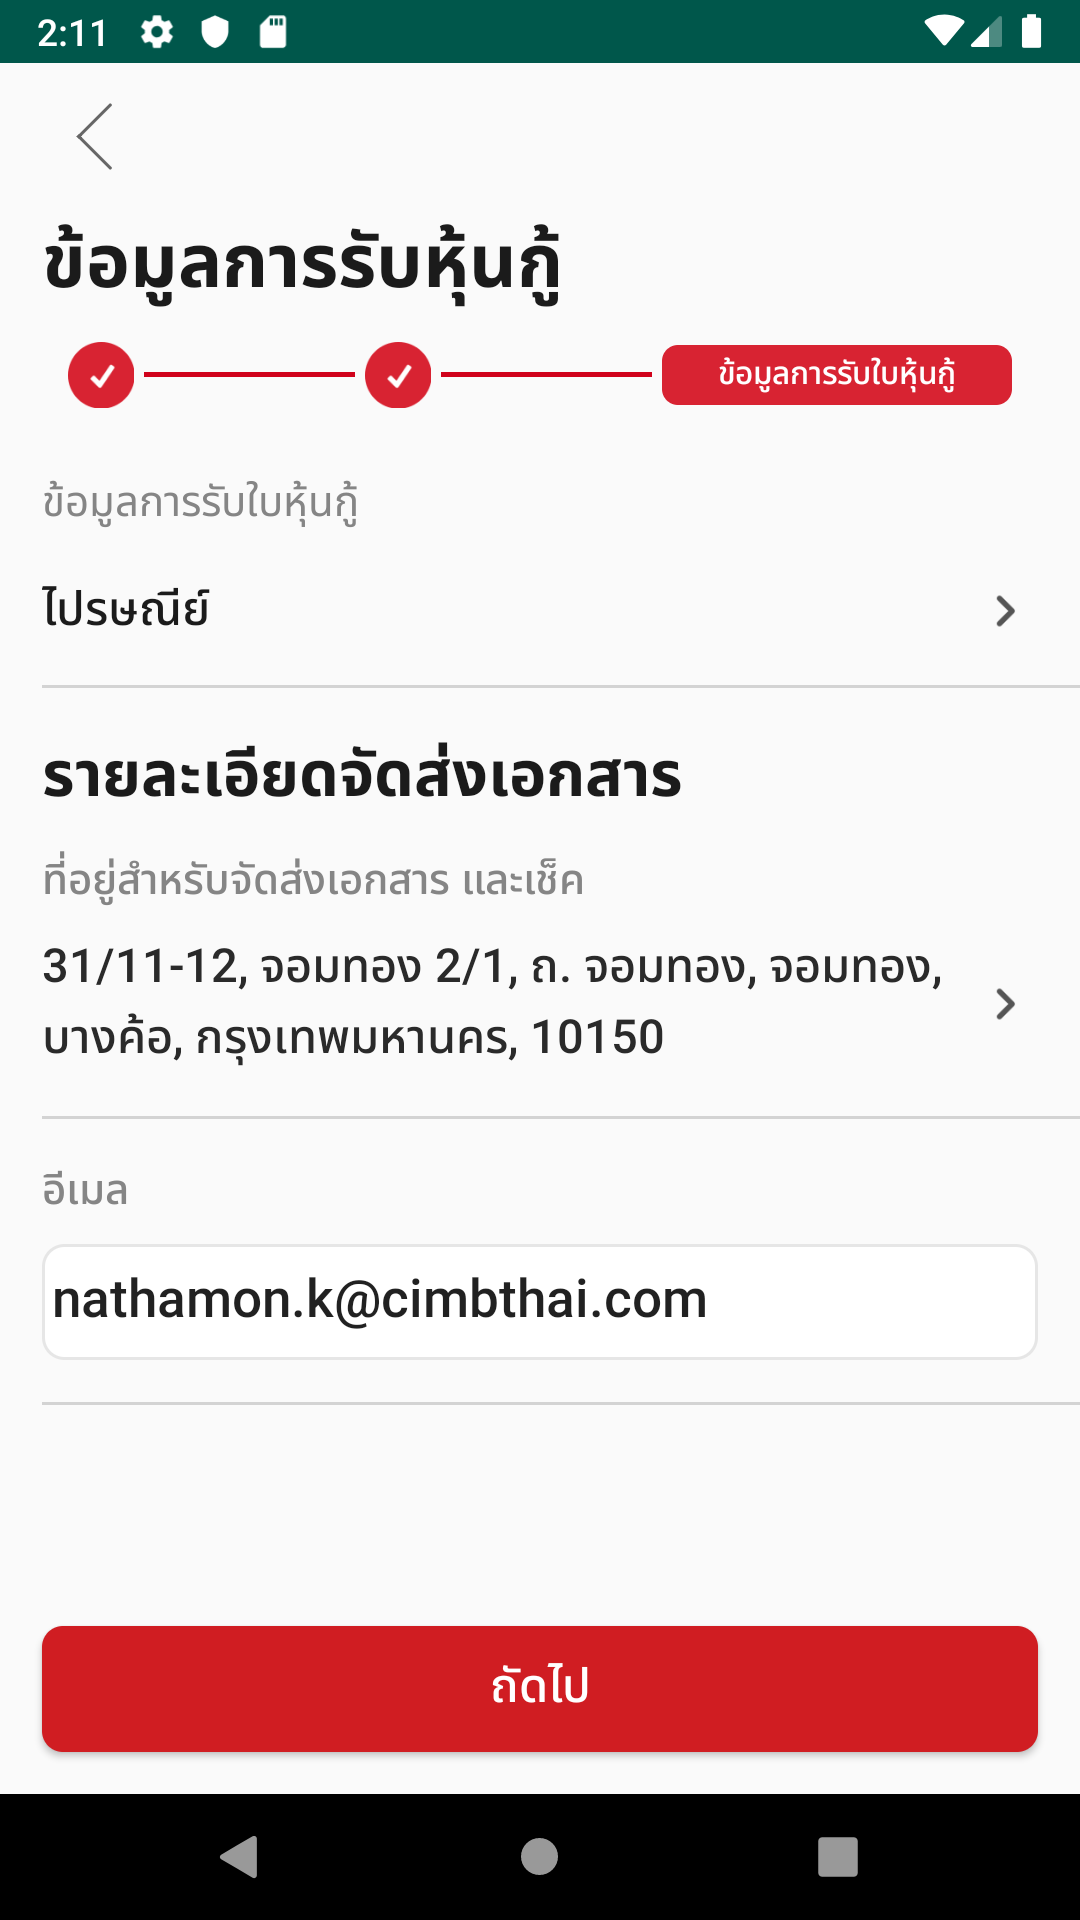 2:11
ข้อมูลการรับหุ้นกู้
ข้อมูลการรับใบหุ้นกู้
ข้อมูลการรับใบหุ้นกู้
ไปรษณีย์
รายละเอียดจัดส่งเอกสาร
ที่อยู่สำหรับจัดส่งเอกสาร และเช็ค
31/11-12, จอมทอง 2/1, ถ. จอมทอง, จอมทอง,
บางค้อ, กรุงเทพมหานคร, 10150
อีเมล
nathamon.k@cimbthai.com
ถัดไป